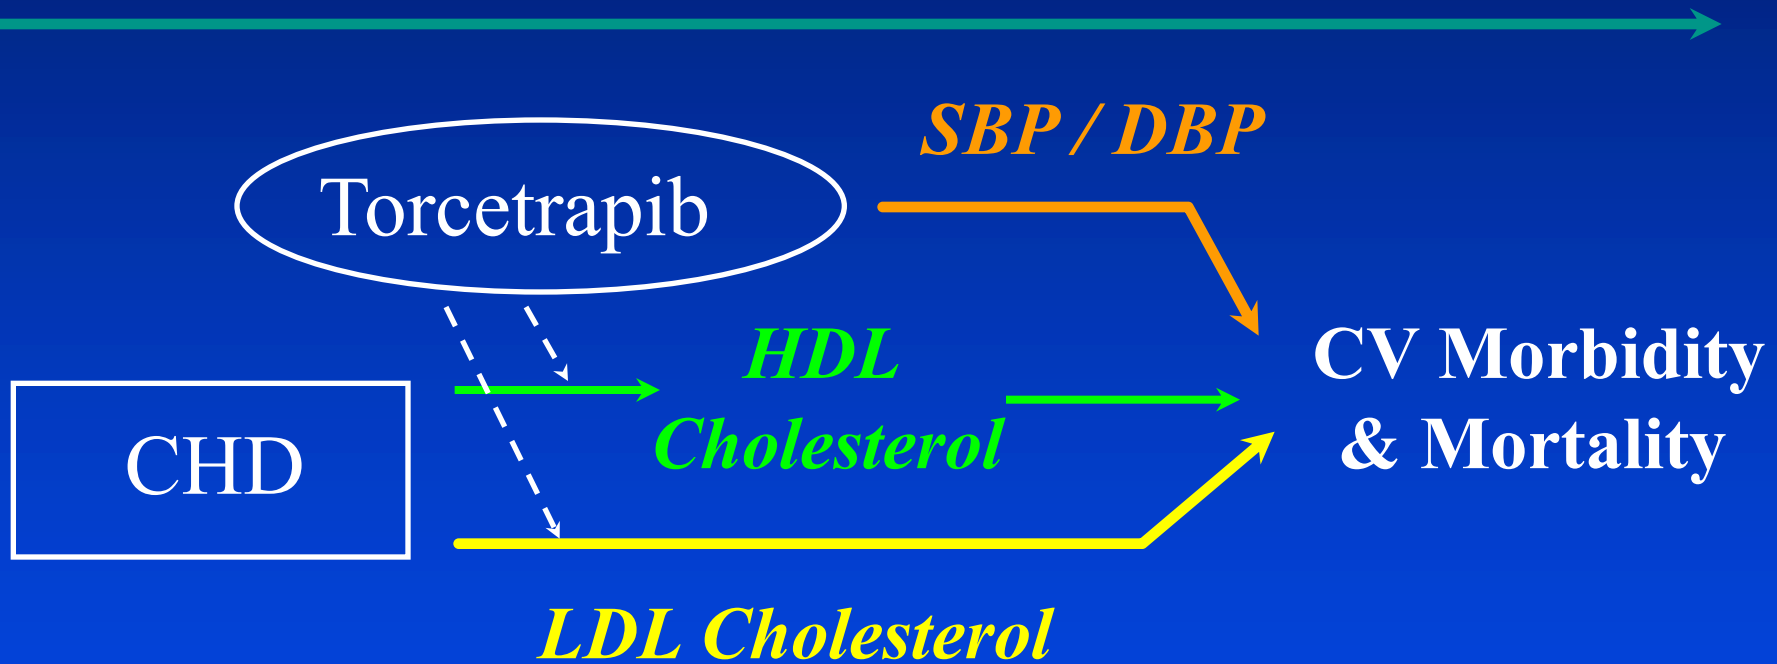 SBP / DBP
Torcetrapib
HDL
Cholesterol
CV Morbidity
& Mortality
CHD
LDL Cholesterol